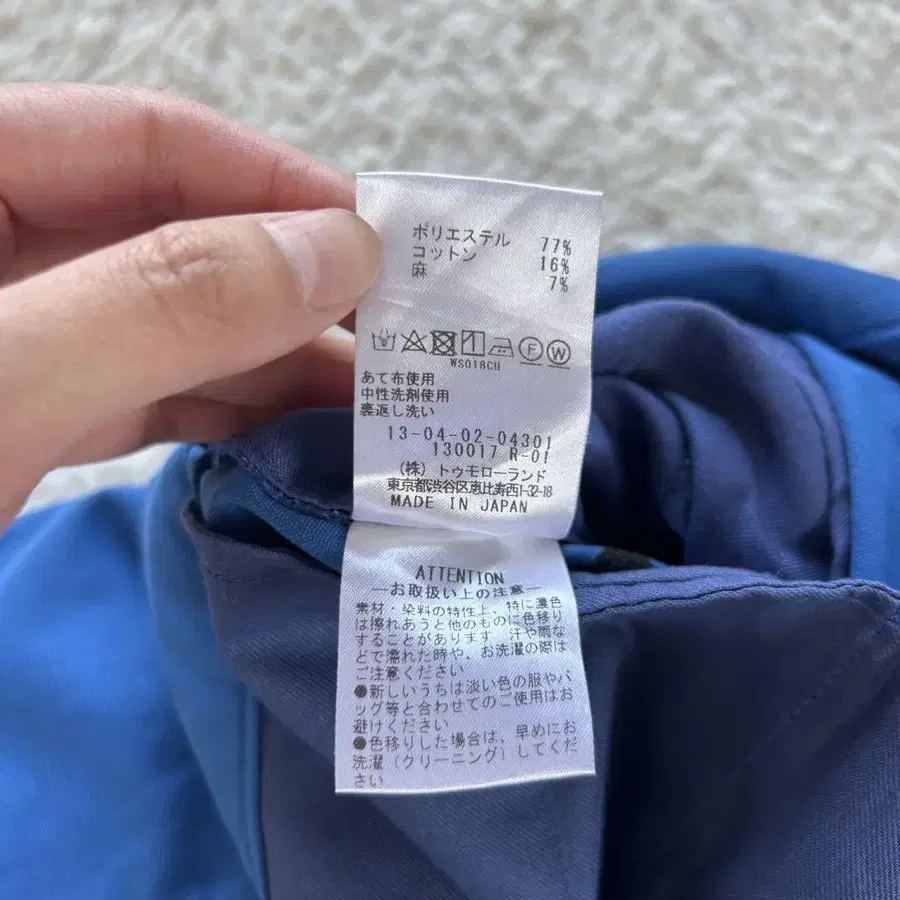 ポリエステル 77%
コットン 16%
麻 7%
F W
WS018CU
あて布使用
中性洗剤使用
裏返し洗い
13-04-02-04301
130017 R-01
(株)トゥモローランド
東京都渋谷区恵比寿西1-32-18
MADE IN JAPAN
ATTENTION
―お取扱い上の注意―
素材・染料の特性上、特に濃色
は擦れあうと他のものに色移り
することがあります 汗や雨な
どで濡れた時や、お洗濯の際は
ご注意ください
●新しいうちは淡い色の服やバ
ッグ等と合わせてのご使用はお
避けください
●色移りした場合は、早めにお
洗濯(クリーニング)してくだ
さい